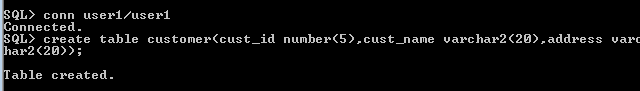 SQL> conn user1/user1
Connected.
SQL> create table customer(cust_id number(5),cust_name varchar2(20),address varc
har2(20));
Table created.